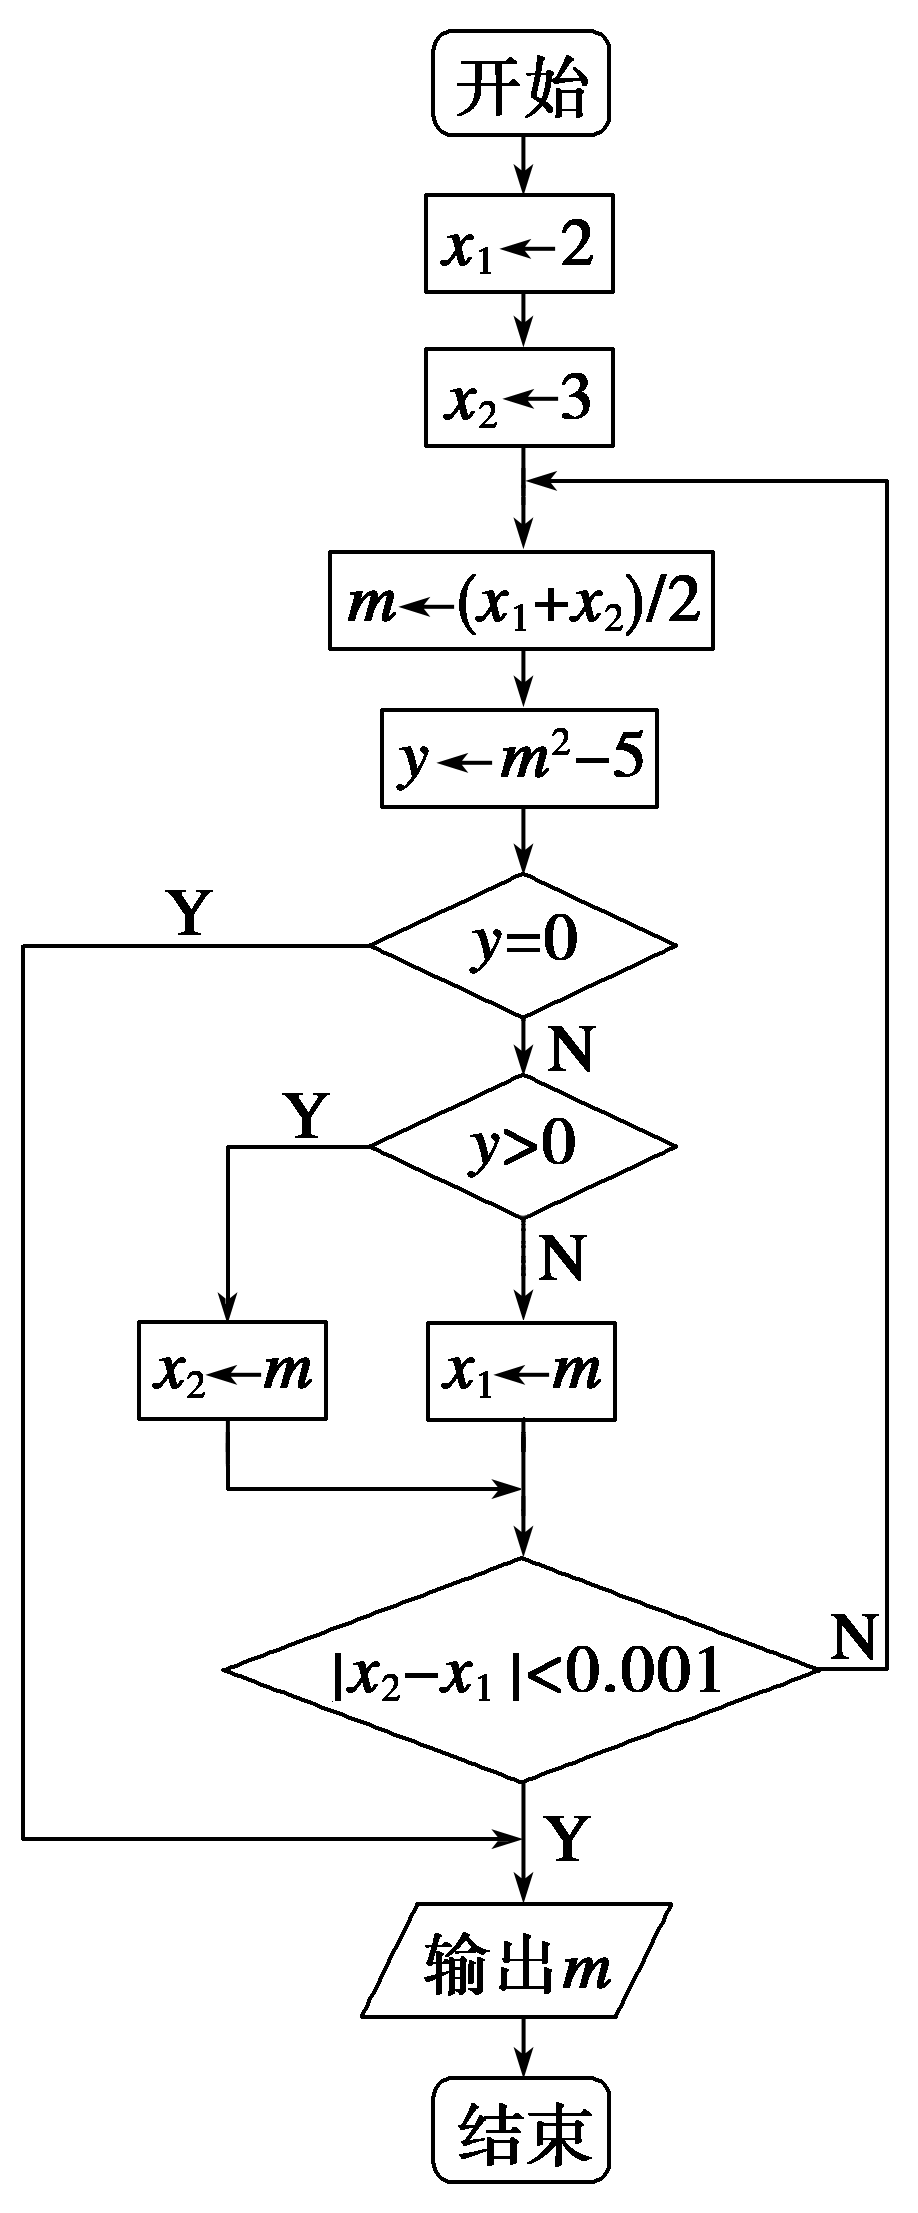 开始
x₁←2
x₂←3
m←(x₁+x₂)/2
y←m²−5
Y
y=0
N
Y
y>0
N
x₂←m
x₁←m
N
|x₂−x₁|<0.001
Y
输出m
结束